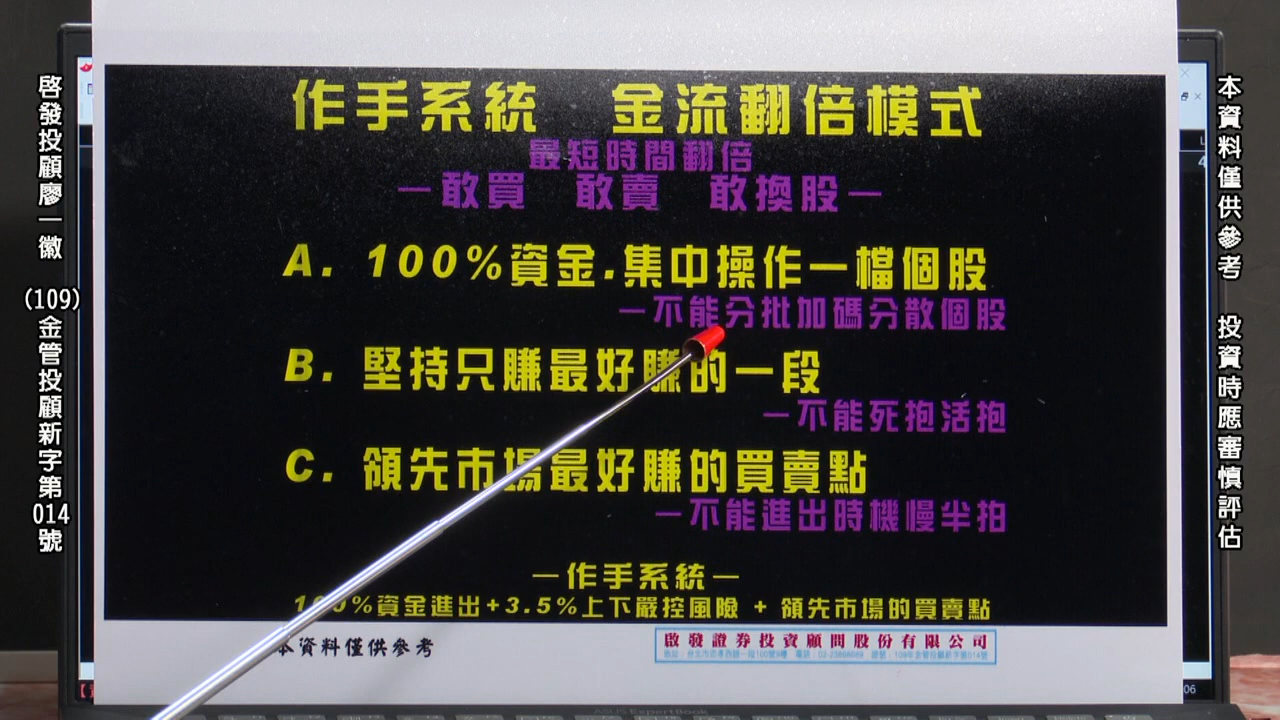 啓發投顧廖一徽 (109)金管投顧新字第014號
作手系統 金流翻倍模式
最短時間翻倍
—敢買 敢賣 敢換股—
A. 100%資金.集中操作一檔個股
—不能分批加碼分散個股
B. 堅持只賺最好賺的一段
—不能死抱活抱
C. 領先市場最好賺的買賣點
—不能進出時機慢半拍
—作手系統—
100%資金進出+3.5%上下嚴控風險 + 領先市場的買賣點
本資料僅供參考
啟發證券投資顧問股份有限公司
本資料僅供參考 投資時應審慎評估
ASUS ExpertBook